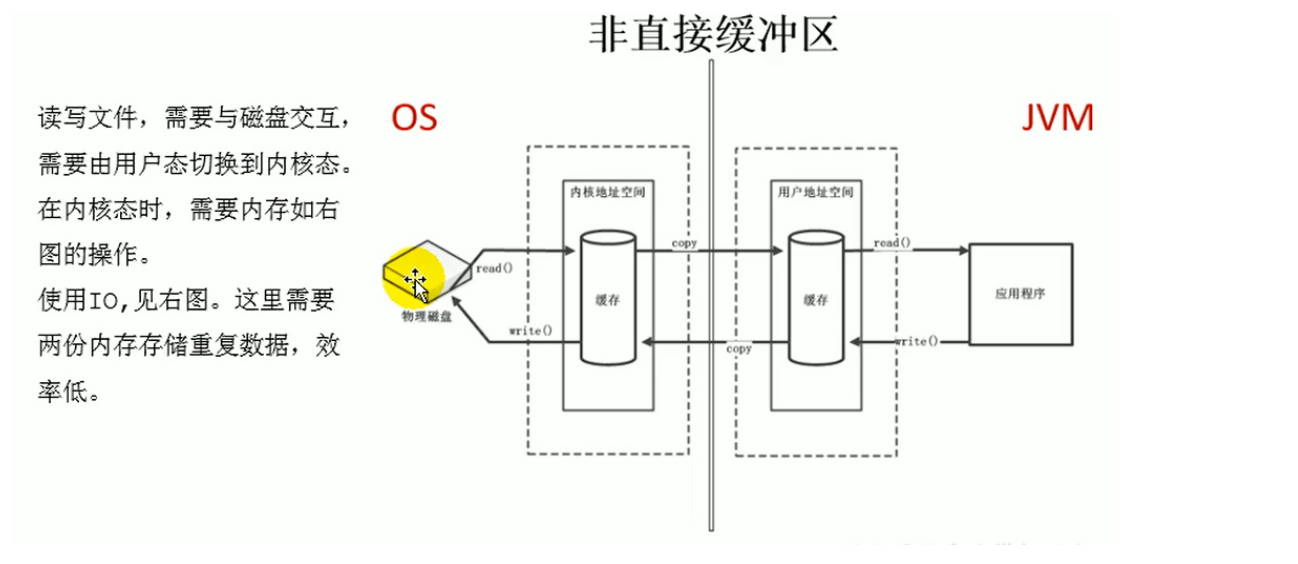 非直接缓冲区
读写文件，需要与磁盘交互，
需要由用户态切换到内核态。
在内核态时，需要内存如右
图的操作。
使用IO,见右图。这里需要
两份内存存储重复数据，效
率低。
OS
JVM
内核地址空间
用户地址空间
copy
read()
read()
缓存
缓存
应用程序
物理磁盘
write()
copy
write()